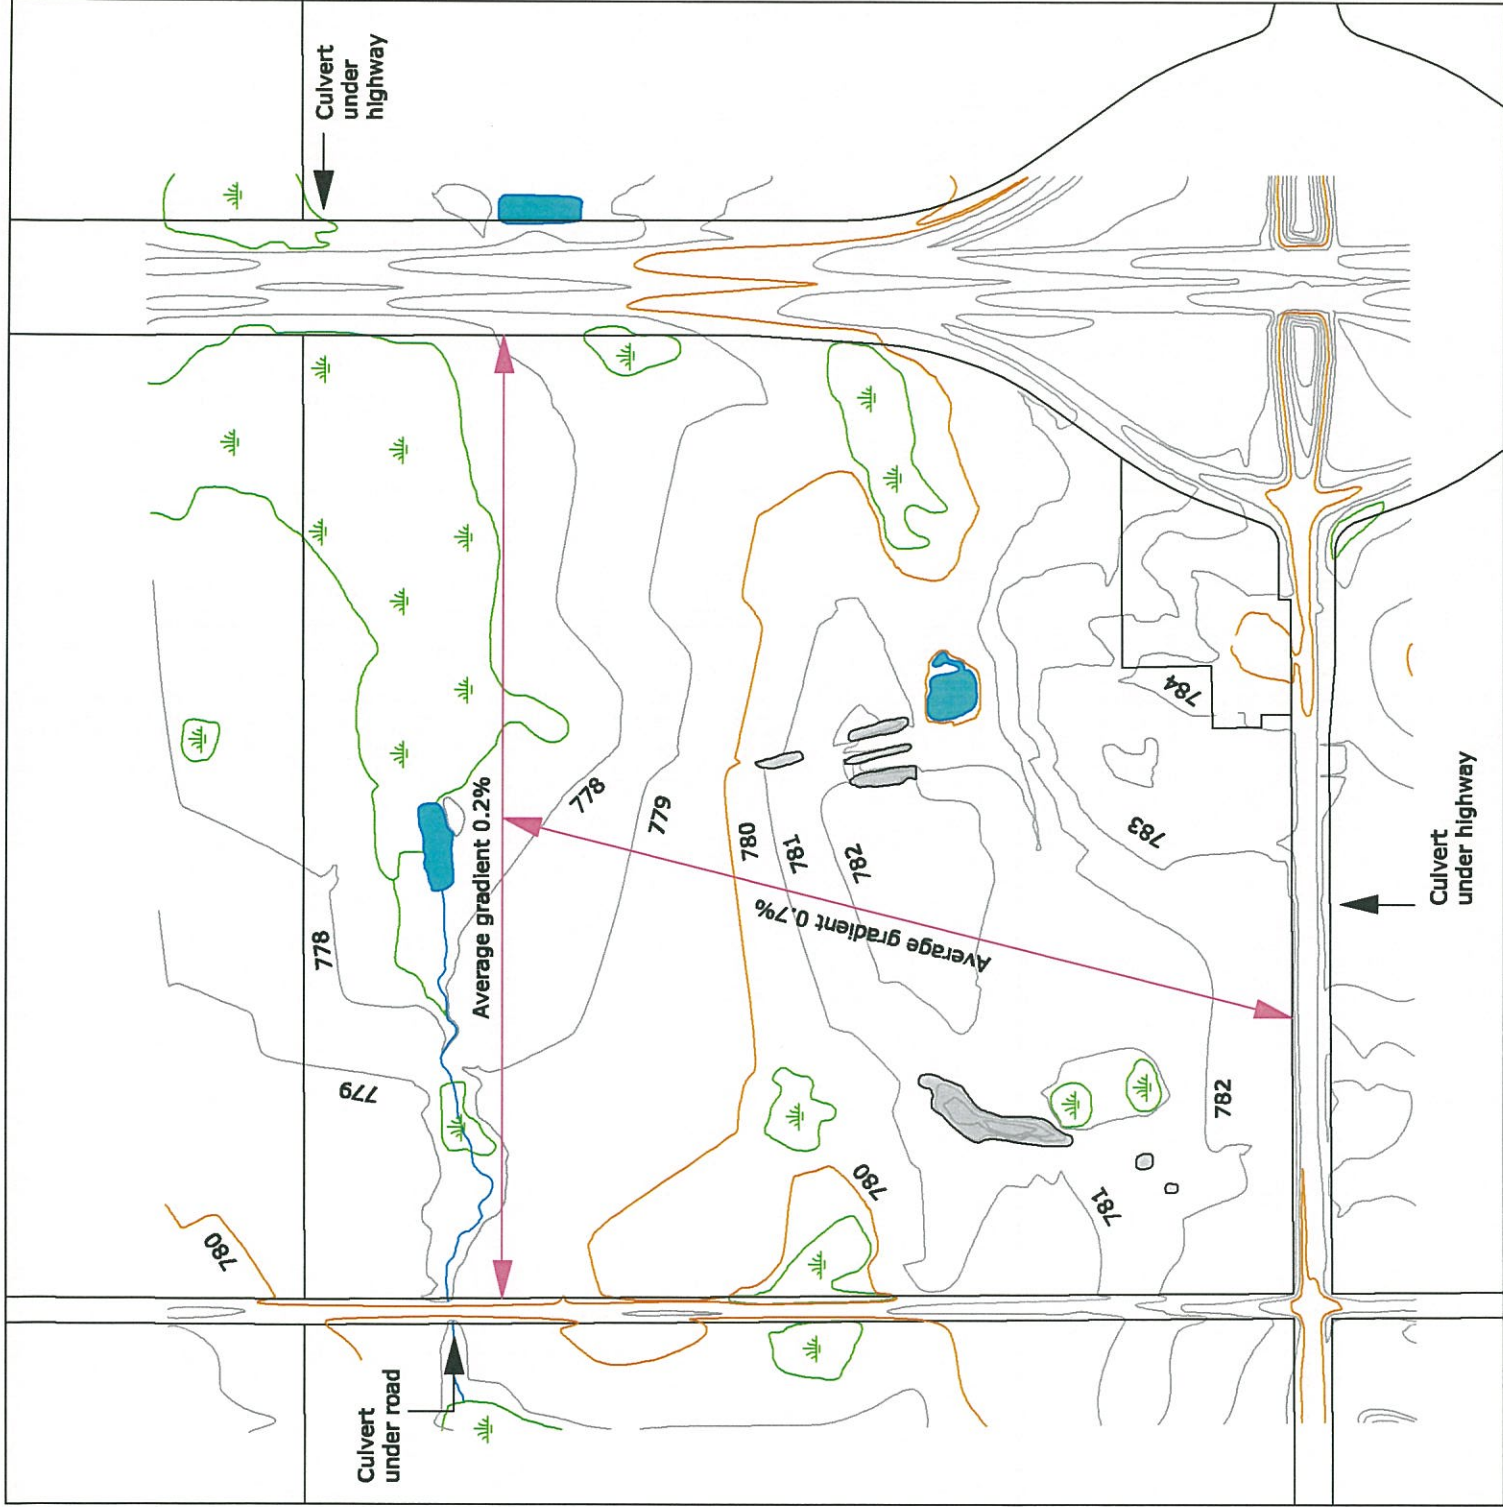 Culvert
under
highway
778
779
780
Average gradient 0.2%
778
779
780
781
782
Average gradient 0.7%
783
784
780
781
782
Culvert
under road
Culvert
under highway